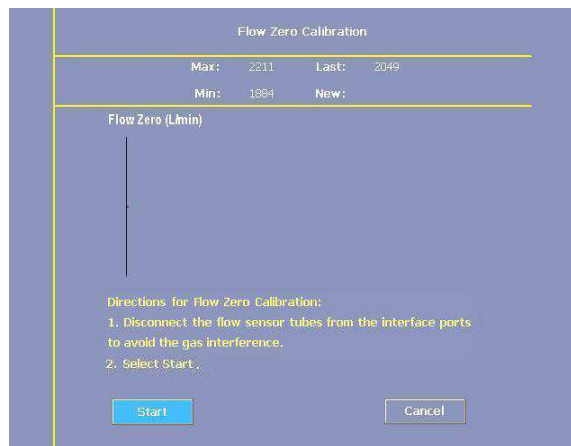 Flow Zero Calibration
Max: 2211 Last: 2049
Min: 1884 New:
Flow Zero (L/min)
Directions for Flow Zero Calibration:
1. Disconnect the flow sensor tubes from the interface ports
to avoid the gas interference.
2. Select Start.
Start Cancel